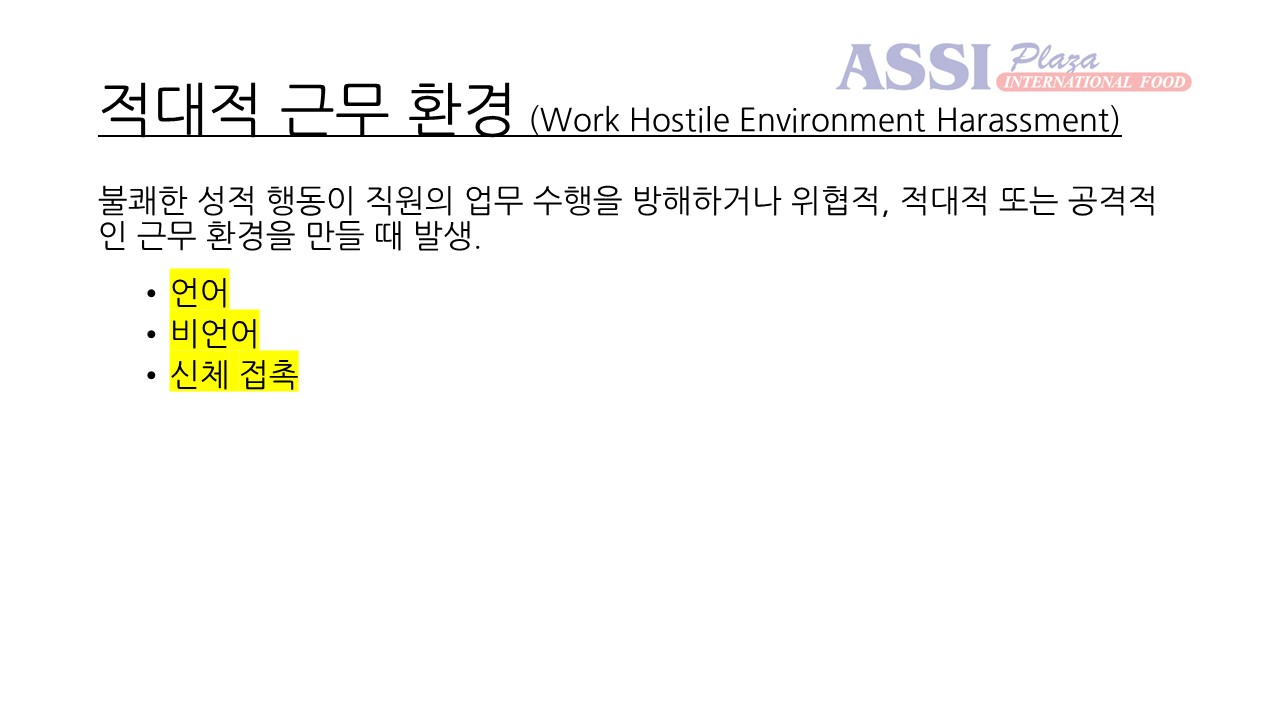 ASSI Plaza
INTERNATIONAL FOOD
적대적 근무 환경 (Work Hostile Environment Harassment)
불쾌한 성적 행동이 직원의 업무 수행을 방해하거나 위협적, 적대적 또는 공격적
인 근무 환경을 만들 때 발생.
• 언어
• 비언어
• 신체 접촉